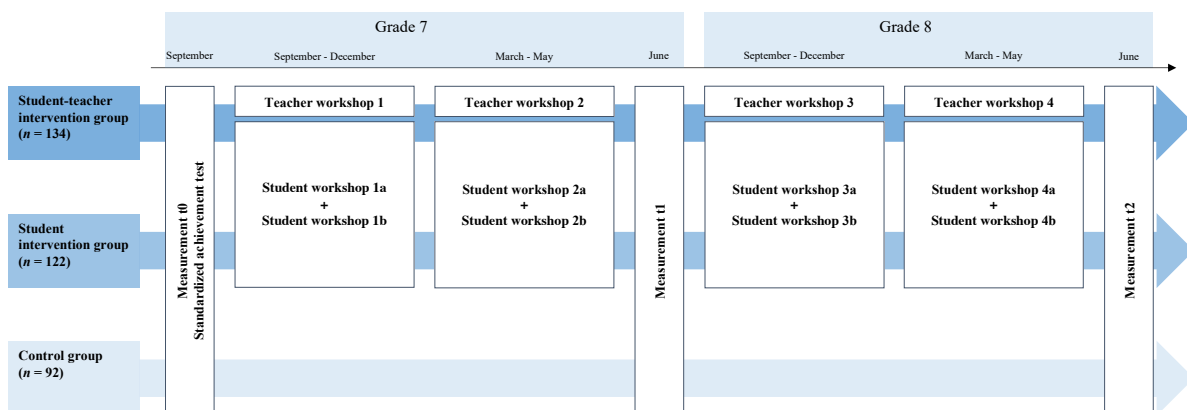 Grade 7
Grade 8
September
September - December
March - May
June
September - December
March - May
June
Student-teacher
intervention group
(n = 134)
Teacher workshop 1
Teacher workshop 2
Teacher workshop 3
Teacher workshop 4
Measurement t0
Standardized achievement test
Student workshop 1a
+
Student workshop 1b
Student workshop 2a
+
Student workshop 2b
Measurement t1
Student workshop 3a
+
Student workshop 3b
Student workshop 4a
+
Student workshop 4b
Measurement t2
Student
intervention group
(n = 122)
Control group
(n = 92)